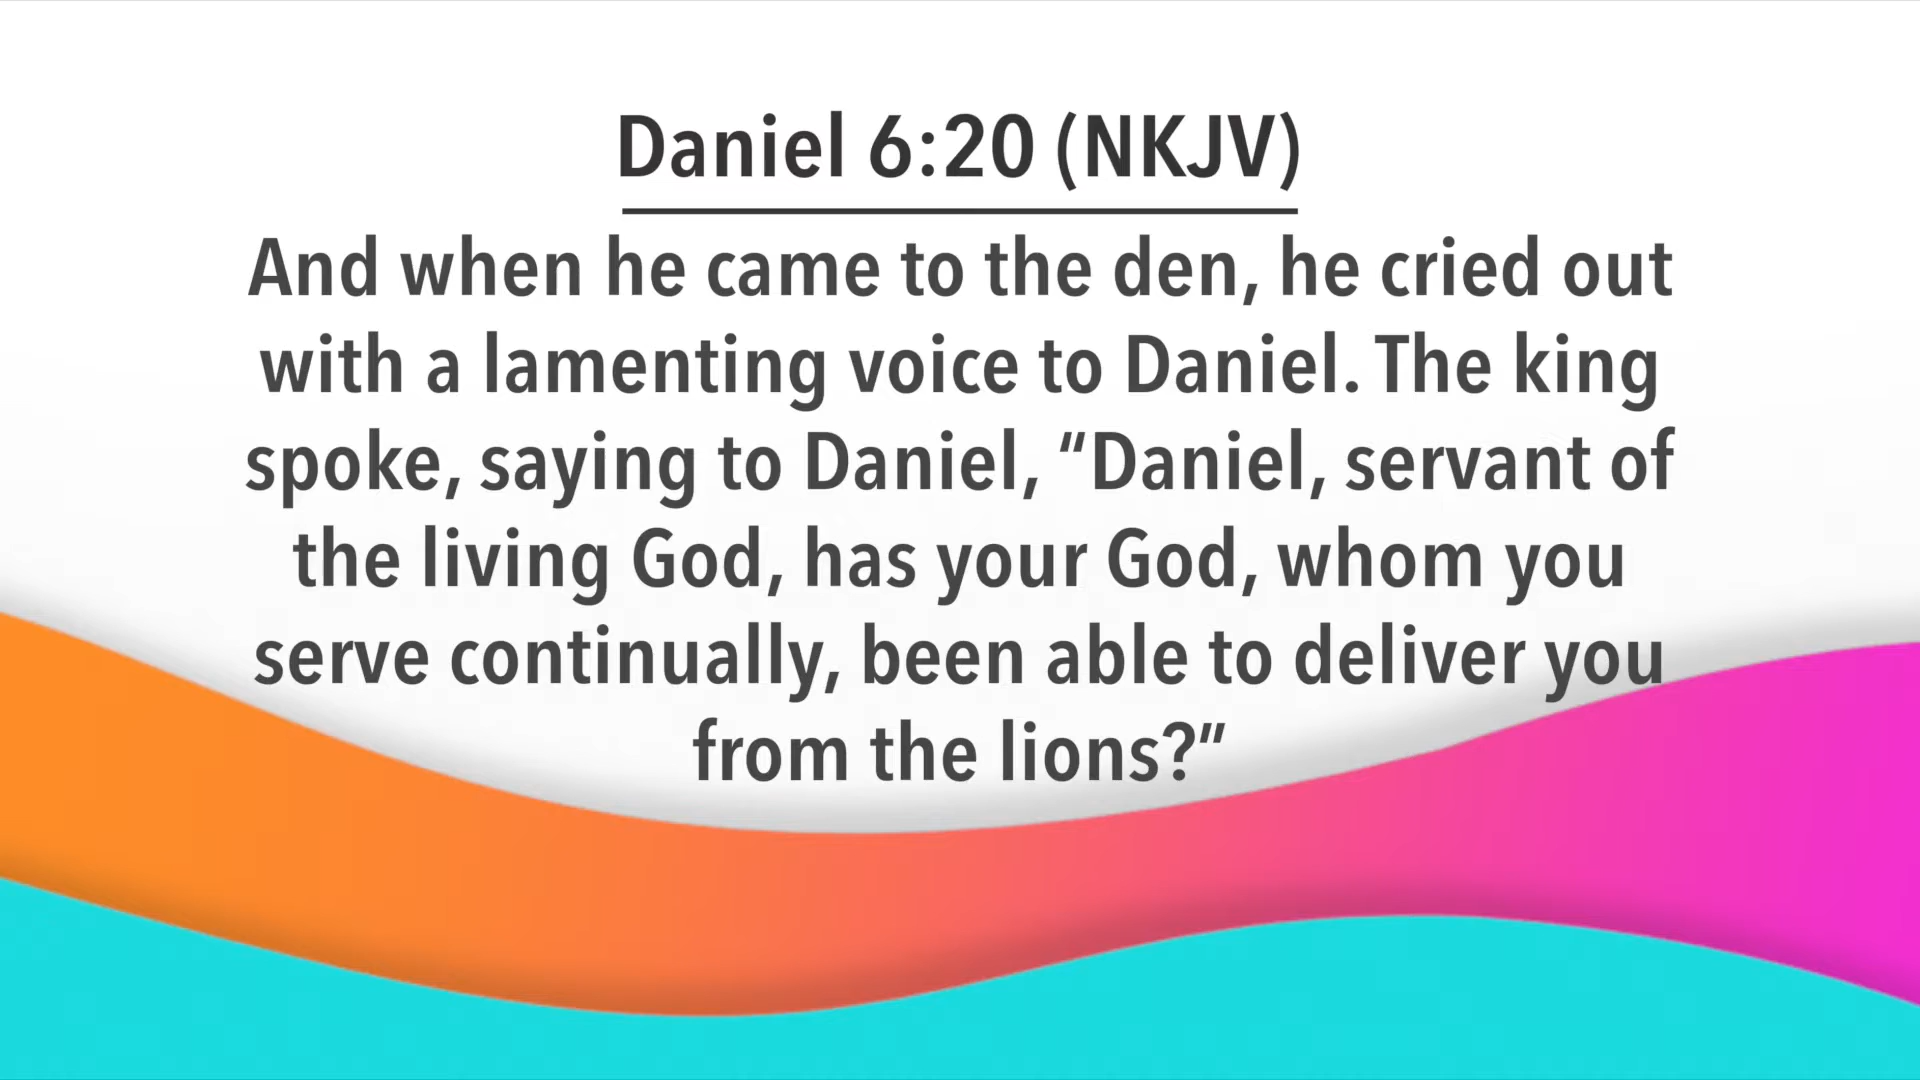 Daniel 6:20 (NKJV)
And when he came to the den, he cried out
with a lamenting voice to Daniel. The king
spoke, saying to Daniel, “Daniel, servant of
the living God, has your God, whom you
serve continually, been able to deliver you
from the lions?”